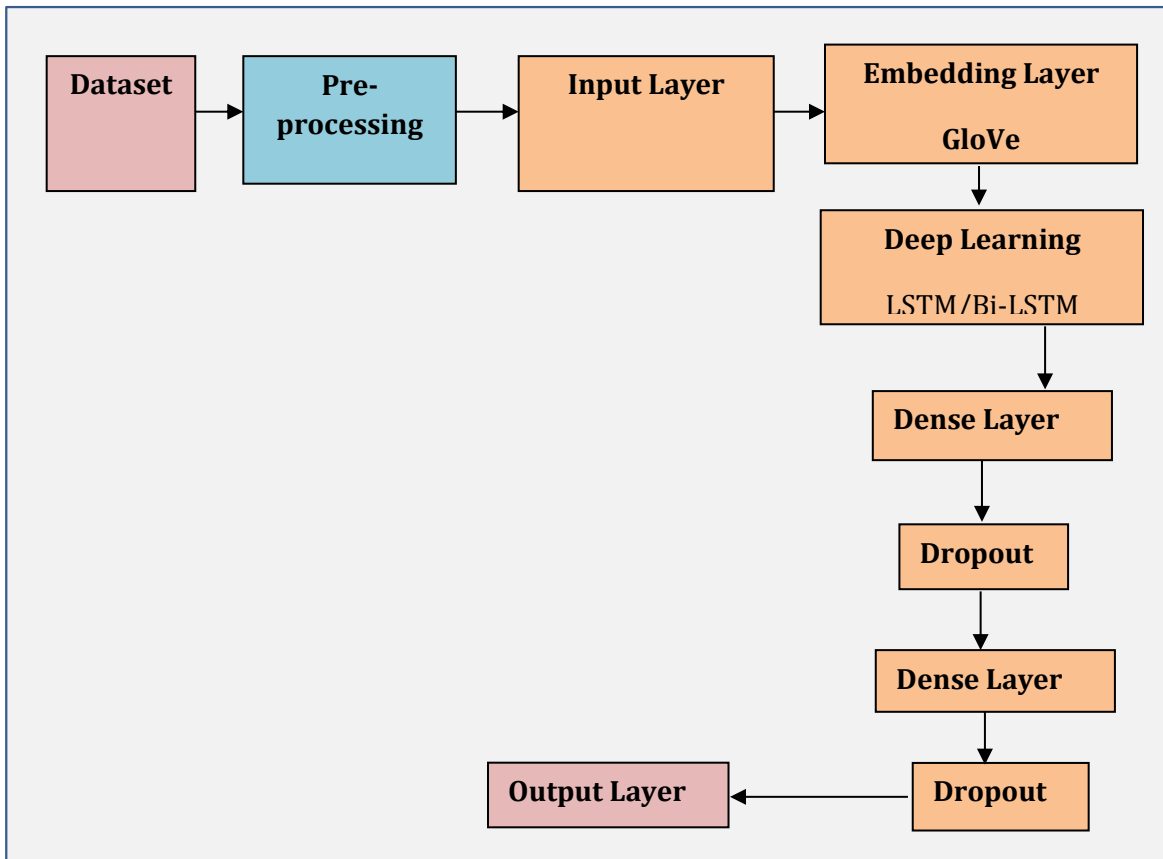 Dataset
Pre-
processing
Input Layer
Embedding Layer
GloVe
Deep Learning
LSTM/Bi-LSTM
Dense Layer
Dropout
Dense Layer
Dropout
Output Layer